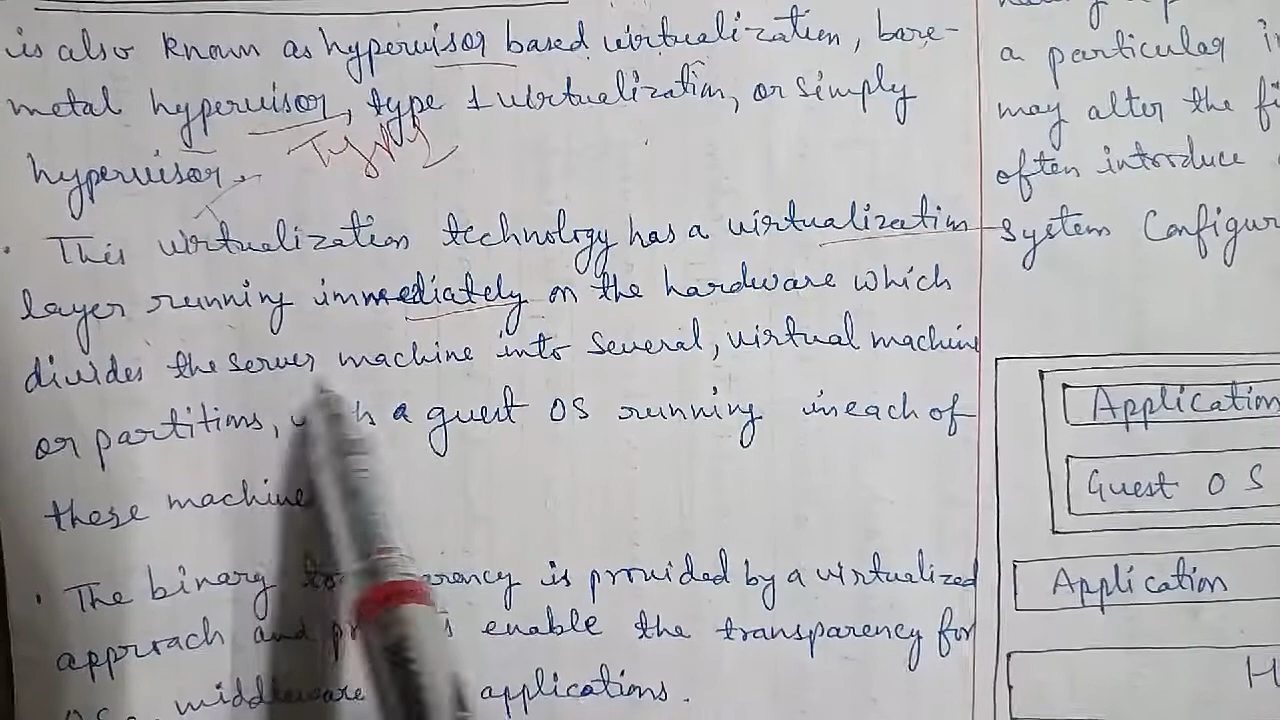 is also known as hypervisor based virtualization, bare-
metal hypervisor, type 1 virtualization, or simply
hypervisor.
This virtualization technology has a virtualization
layer running immediately on the hardware which
divides the server machine into several, virtual machine
or partitions, a guest OS running in each of
these machine
The binary is provided by a virtualized
approach and enable the transparency for
OS, middleware applications.
a particular
may alter the
often introduce
System
Application
Guest OS
Application
H